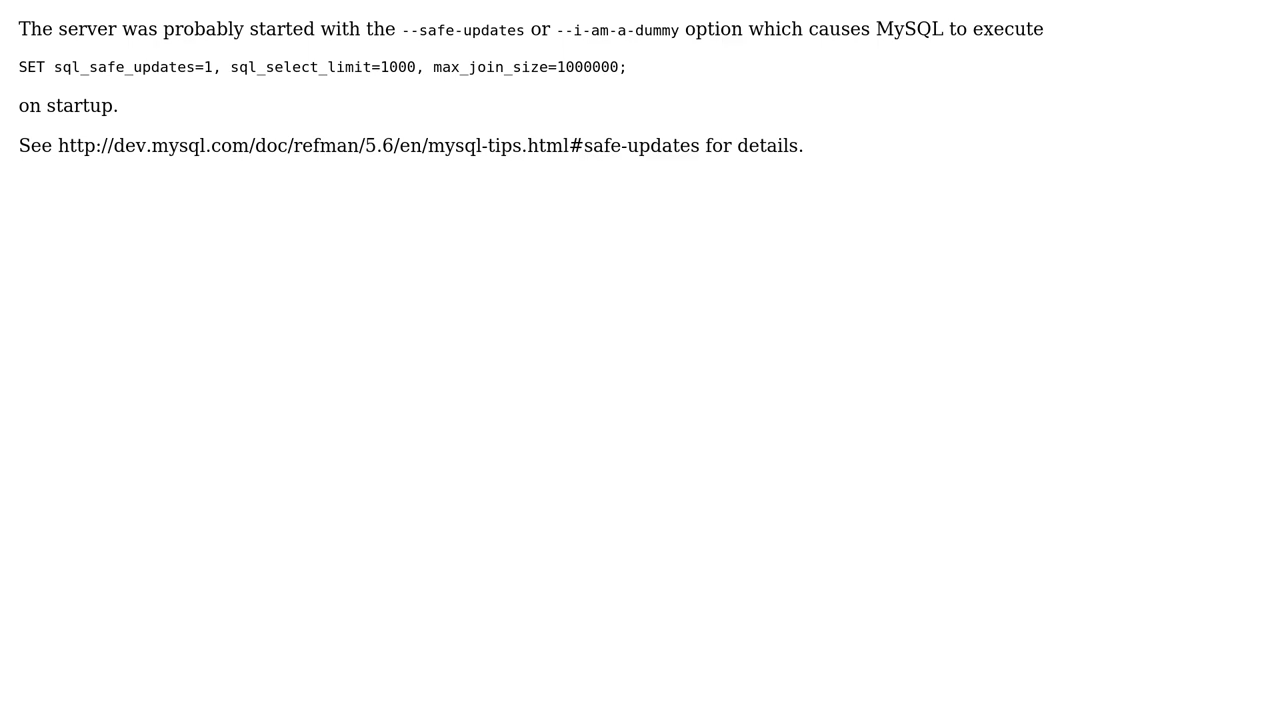 The server was probably started with the --safe-updates or --i-am-a-dummy option which causes MySQL to execute
SET sql_safe_updates=1, sql_select_limit=1000, max_join_size=1000000;
on startup.
See http://dev.mysql.com/doc/refman/5.6/en/mysql-tips.html#safe-updates for details.